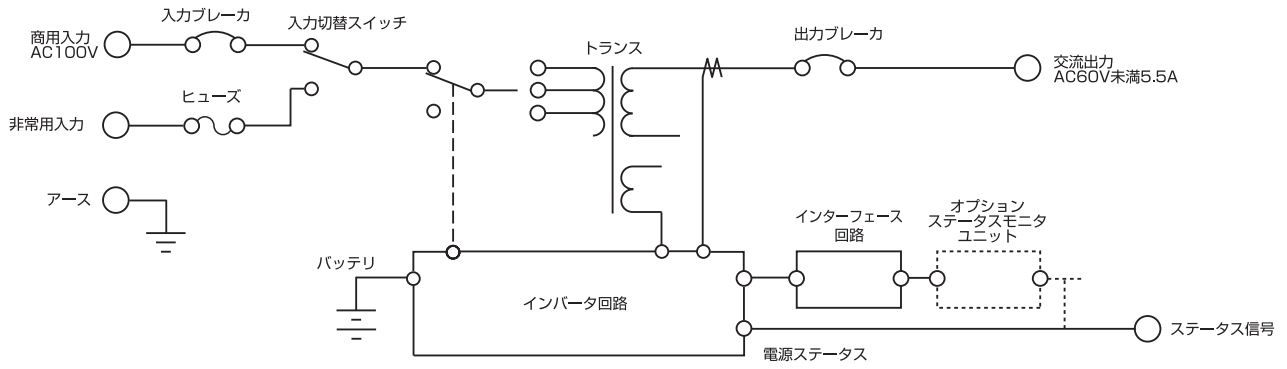 入力ブレーカ
入力切替スイッチ
商用入力
AC100V
トランス
出力ブレーカ
交流出力
AC60V未満5.5A
ヒューズ
非常用入力
アース
バッテリ
インバータ回路
インターフェース
回路
オプション
ステータスモニタ
ユニット
ステータス信号
電源ステータス